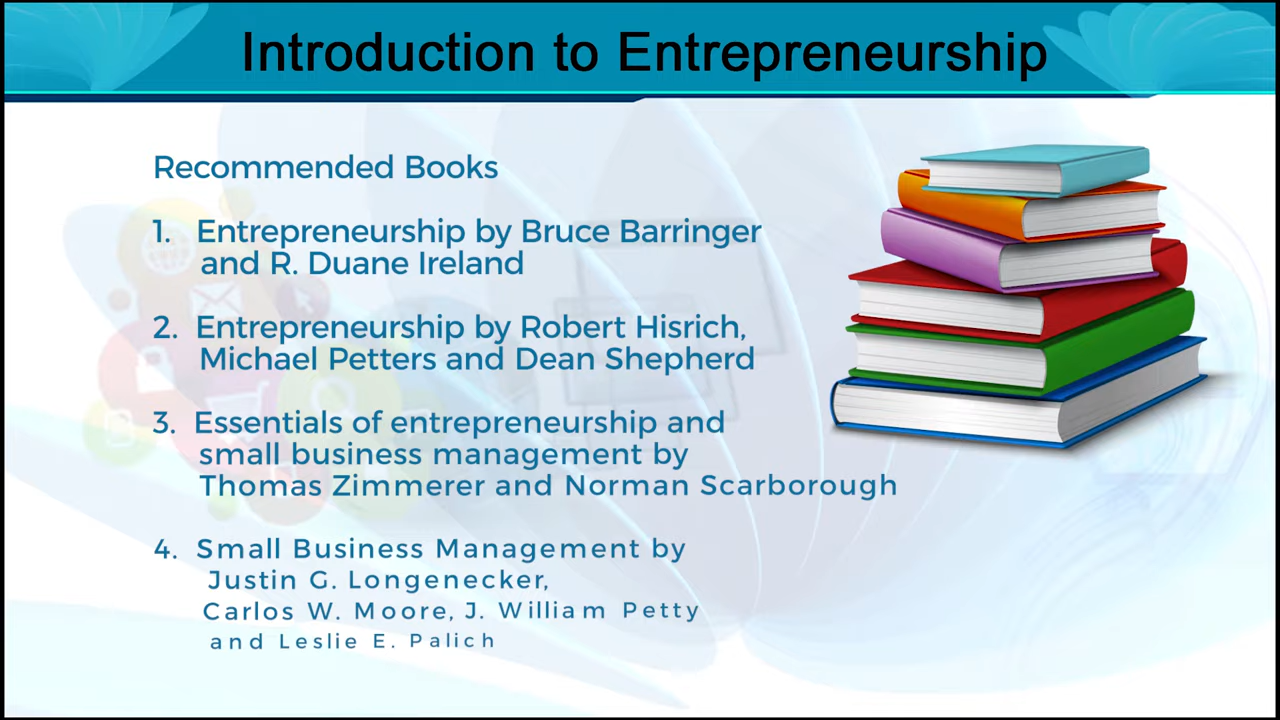 Introduction to Entrepreneurship
Recommended Books
1. Entrepreneurship by Bruce Barringer
and R. Duane Ireland
2. Entrepreneurship by Robert Hisrich,
Michael Petters and Dean Shepherd
3. Essentials of entrepreneurship and
small business management by
Thomas Zimmerer and Norman Scarborough
4. Small Business Management by
Justin G. Longenecker,
Carlos W. Moore, J. William Petty
and Leslie E. Palich